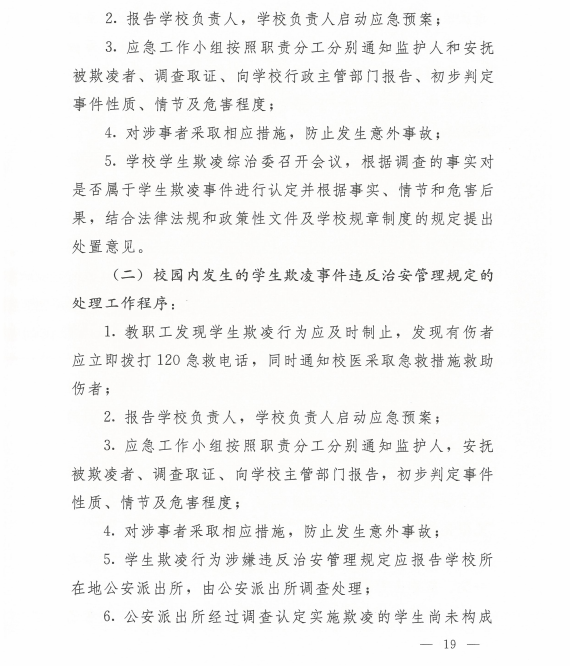 2. 报告学校负责人，学校负责人启动应急预案；
3. 应急工作小组按照职责分工分别通知监护人和安抚
被欺凌者、调查取证、向学校行政主管部门报告、初步判定
事件性质、情节及危害程度；
4. 对涉事者采取相应措施，防止发生意外事故；
5. 学校学生欺凌综治委召开会议，根据调查的事实对
是否属于学生欺凌事件进行认定并根据事实、情节和危害后
果，结合法律法规和政策性文件及学校规章制度的规定提出
处置意见。
（二）校园内发生的学生欺凌事件违反治安管理规定的
处理工作程序：
1. 教职工发现学生欺凌行为应及时制止，发现有伤者
应立即拨打 120 急救电话，同时通知校医采取急救措施救助
伤者；
2. 报告学校负责人，学校负责人启动应急预案；
3. 应急工作小组按照职责分工分别通知监护人，安抚
被欺凌者、调查取证、向学校主管部门报告，初步判定事件
性质、情节及危害程度；
4. 对涉事者采取相应措施，防止发生意外事故；
5. 学生欺凌行为涉嫌违反治安管理规定应报告学校所
在地公安派出所，由公安派出所调查处理；
6. 公安派出所经过调查认定实施欺凌的学生尚未构成
— 19 —